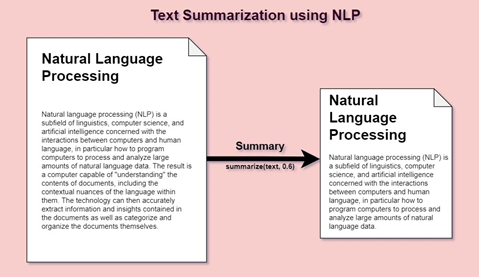 Text Summarization using NLP
Natural Language
Processing
Natural language processing (NLP) is a
subfield of linguistics, computer science, and
artificial intelligence concerned with the
interactions between computers and human
language, in particular how to program
computers to process and analyze large
amounts of natural language data. The result is
a computer capable of "understanding" the
contents of documents, including the
contextual nuances of the language within
them. The technology can then accurately
extract information and insights contained in
the documents as well as categorize and
organize the documents themselves.
Summary
summarize(text, 0.6)
Natural
Language
Processing
Natural language processing (NLP) is
a subfield of linguistics, computer
science, and artificial intelligence
concerned with the interactions
between computers and human
language, in particular how to
program computers to process and
analyze large amounts of natural
language data.